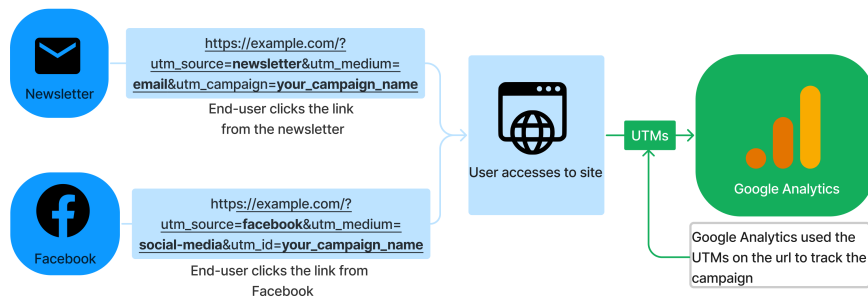 Newsletter
https://example.com/?
utm_source=newsletter&utm_medium=
email&utm_campaign=your_campaign_name
End-user clicks the link
from the newsletter
Facebook
https://example.com/?
utm_source=facebook&utm_medium=
social-media&utm_id=your_campaign_name
End-user clicks the link from
Facebook
User accesses to site
UTMs
Google Analytics
Google Analytics used the
UTMs on the url to track the
campaign